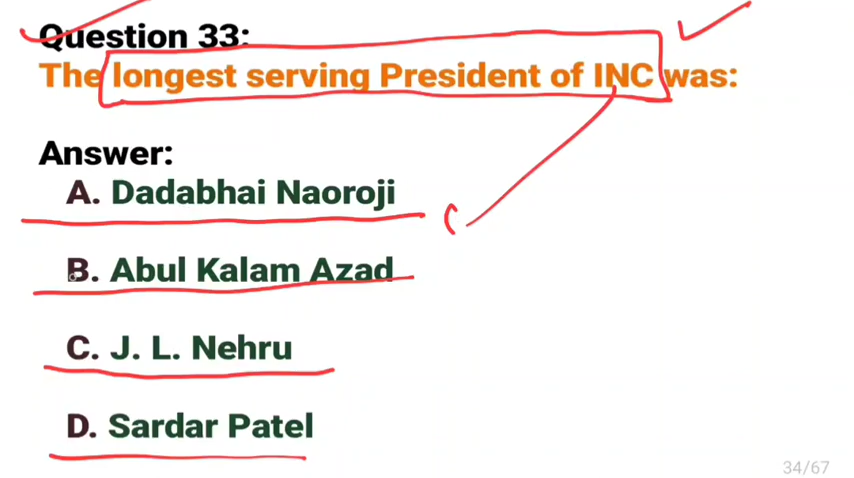 Question 33:
The longest serving President of INC was:
Answer:
A. Dadabhai Naoroji
B. Abul Kalam Azad
C. J. L. Nehru
D. Sardar Patel
34/67